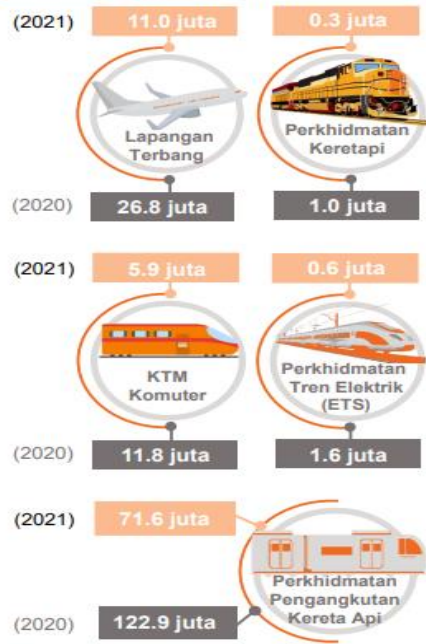 (2021)
11.0 juta
0.3 juta
Lapangan
Terbang
Perkhidmatan
Keretapi
(2020)
26.8 juta
1.0 juta
(2021)
5.9 juta
0.6 juta
KTM
Komuter
Perkhidmatan
Tren Elektrik
(ETS)
(2020)
11.8 juta
1.6 juta
(2021)
71.6 juta
Perkhidmatan
Pengangkutan
Kereta Api
(2020)
122.9 juta